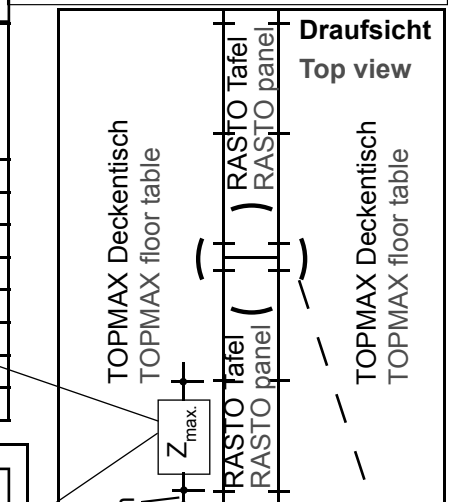 Draufsicht
Top view
TOPMAX Deckentisch
TOPMAX floor table
RASTO Tafel
RASTO panel
TOPMAX Deckentisch
TOPMAX floor table
RASTO Tafel
RASTO panel
Zmax.